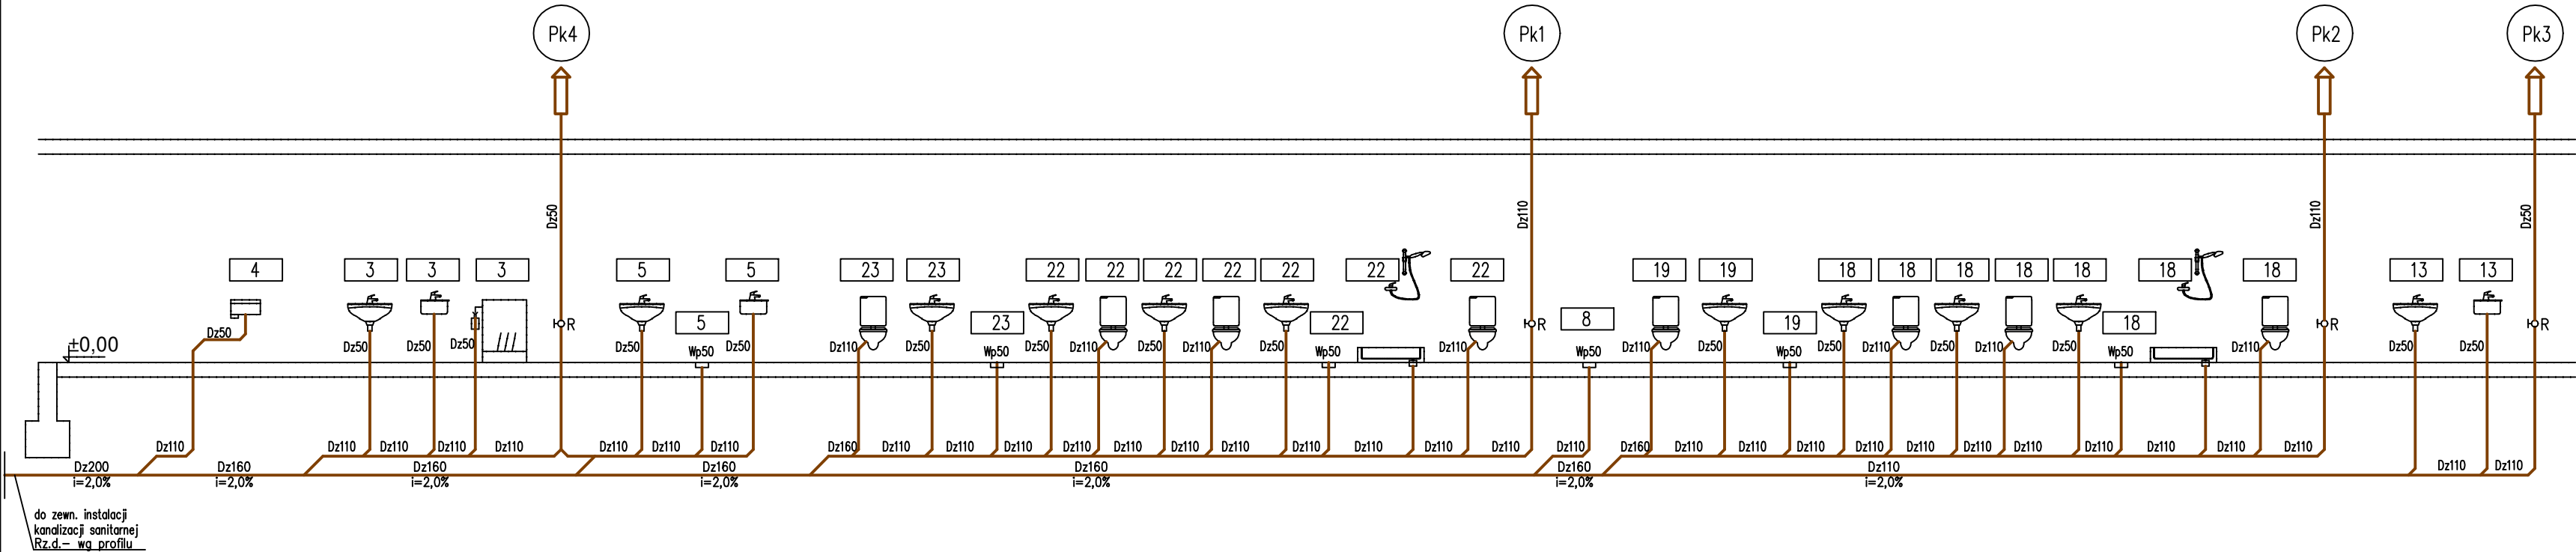 Pk4 Pk1 Pk2 Pk3
Dz50 Dz110 Dz110 Dz50
4 3 3 3 5 5 23 23 22 22 22 22 22 22 22 19 19 18 18 18 18 18 18 18 13 13
5 23 22 8 19 18
R R R R
±0,00
Dz50 Dz50 Dz50 Dz50 Dz50 Wp50 Dz50 Dz110 Dz50 Wp50 Dz50 Dz110 Dz50 Dz110 Dz50 Wp50 Dz110 Wp50 Dz110 Dz50 Wp50 Dz50 Dz110 Dz50 Dz110 Dz50 Wp50 Dz110 Dz50 Dz50
Dz110 Dz110 Dz110 Dz110 Dz110 Dz110 Dz110 Dz110 Dz160 Dz110 Dz110 Dz110 Dz110 Dz110 Dz110 Dz110 Dz110 Dz110 Dz110 Dz110 Dz110 Dz160 Dz110 Dz110 Dz110 Dz110 Dz110 Dz110 Dz110 Dz110 Dz110 Dz110 Dz110
Dz200 Dz160 Dz160 Dz160 Dz160 Dz160 Dz110 Dz110 Dz110
i=2,0% i=2,0% i=2,0% i=2,0% i=2,0% i=2,0% i=2,0%
do zewn. instalacji
kanalizacji sanitarnej
Rz.d.– wg profilu